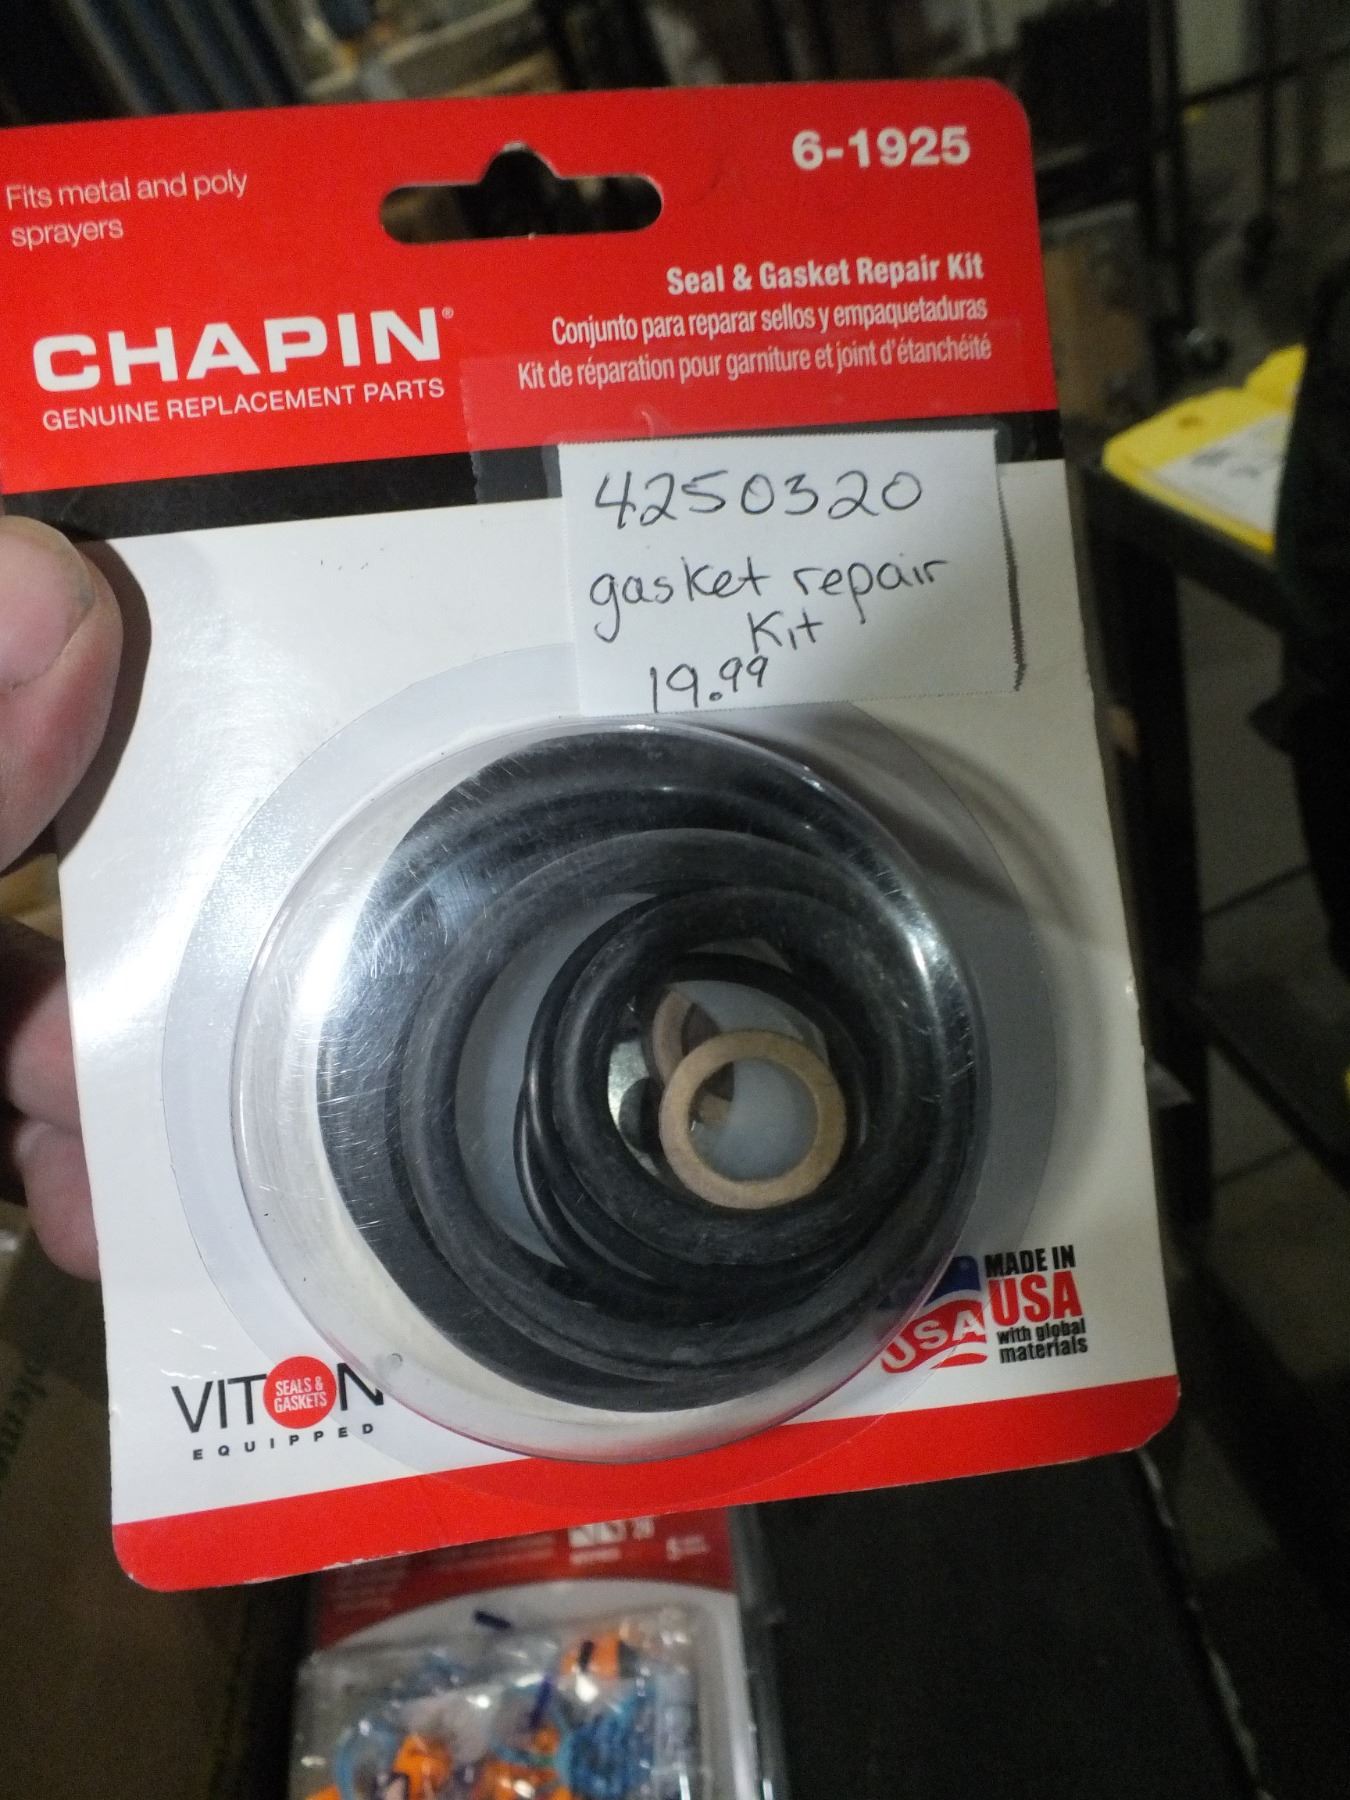 6-1925
Fits metal and poly
sprayers
Seal & Gasket Repair Kit
Conjunto para reparar sellos y empaquetaduras
Kit de réparation pour garniture et joint d'étanchéité
CHAPIN®
GENUINE REPLACEMENT PARTS
4250320
gasket repair
Kit
19.99
VITON
SEALS &
GASKETS
EQUIPPED
USA
MADE IN
USA
with global
materials